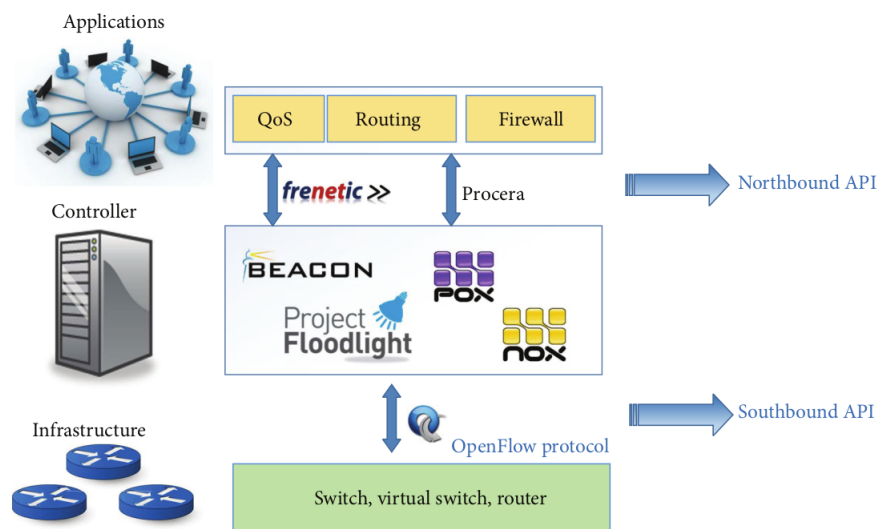 Applications
QoS
Routing
Firewall
frenetic >>
Procera
Northbound API
Controller
BEACON
POX
Project
Floodlight
nox
Southbound API
Infrastructure
OpenFlow protocol
Switch, virtual switch, router